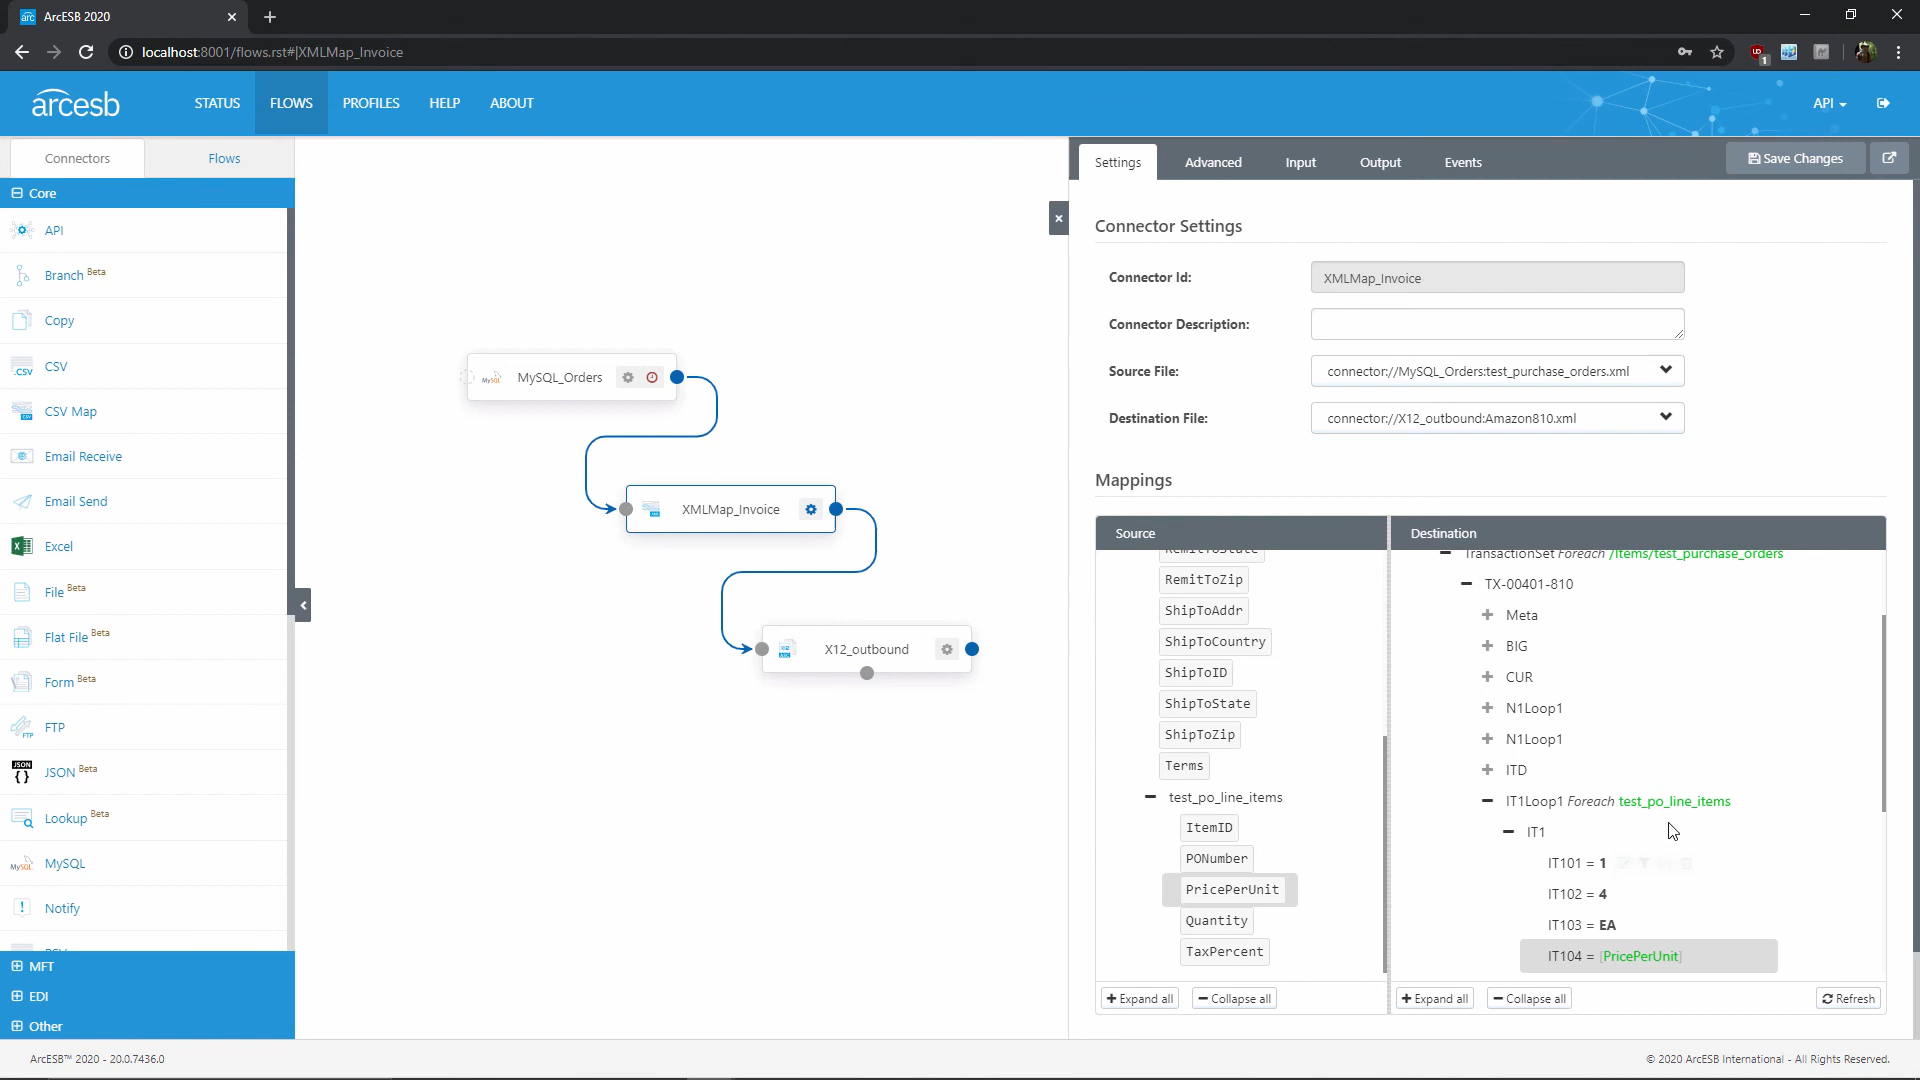 ArcESB 2020
localhost:8001/flows.rst#|XMLMap_Invoice
1
arcesb
STATUS
FLOWS
PROFILES
HELP
ABOUT
API
Connectors
Flows
Core
API
Branch Beta
Copy
CSV
CSV Map
Email Receive
Email Send
Excel
File Beta
Flat File Beta
Form Beta
FTP
JSON Beta
Lookup Beta
MySQL
Notify
MFT
EDI
Other
MySQL_Orders
XMLMap_Invoice
X12_outbound
Settings
Advanced
Input
Output
Events
Save Changes
Connector Settings
Connector Id:
XMLMap_Invoice
Connector Description:
Source File:
connector://MySQL_Orders:test_purchase_orders.xml
Destination File:
connector://X12_outbound:Amazon810.xml
Mappings
Source
RemitToState
RemitToZip
ShipToAddr
ShipToCountry
ShipToID
ShipToState
ShipToZip
Terms
test_po_line_items
ItemID
PONumber
PricePerUnit
Quantity
TaxPercent
Expand all
Collapse all
Destination
TransactionSet Foreach /Items/test_purchase_orders
TX-00401-810
Meta
BIG
CUR
N1Loop1
N1Loop1
ITD
IT1Loop1 Foreach test_po_line_items
IT1
IT101 = 1
IT102 = 4
IT103 = EA
IT104 = [PricePerUnit]
Expand all
Collapse all
Refresh
ArcESB™ 2020 - 20.0.7436.0
© 2020 ArcESB International - All Rights Reserved.